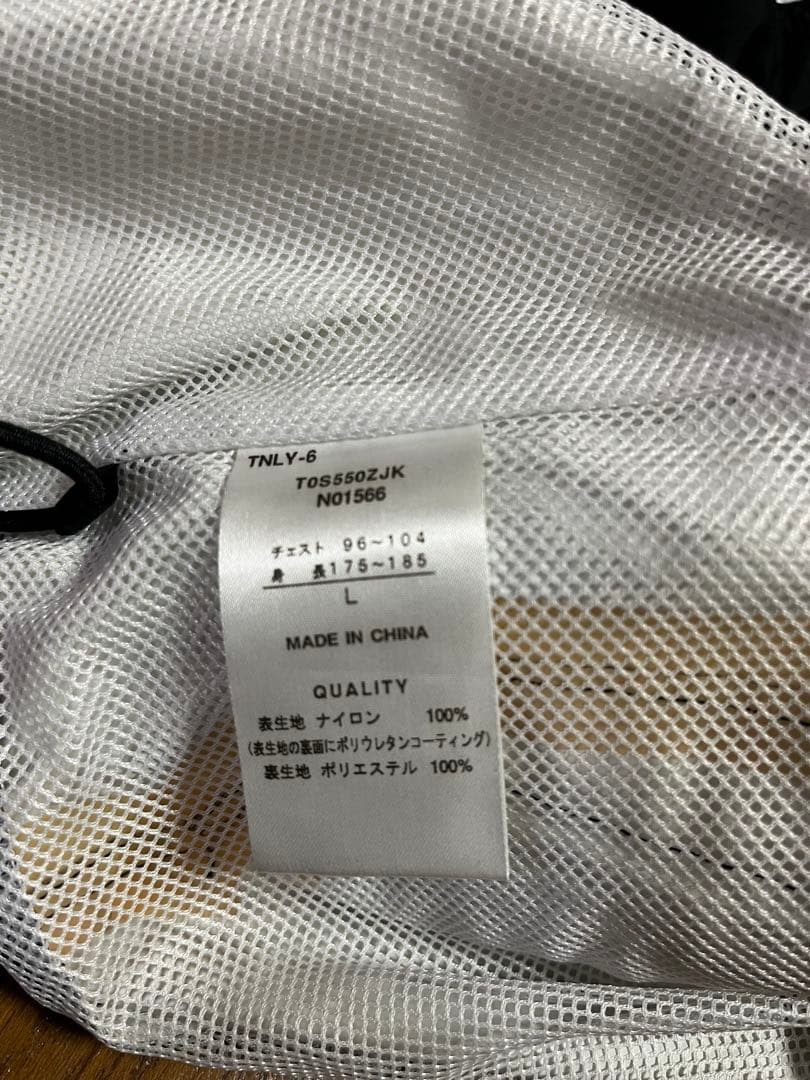 TNLY-6
T0S550ZJK
N01566
チェスト 96~104
身 長175~185
L
MADE IN CHINA
QUALITY
表生地 ナイロン 100%
(表生地の裏面にポリウレタンコーティング)
裏生地 ポリエステル 100%